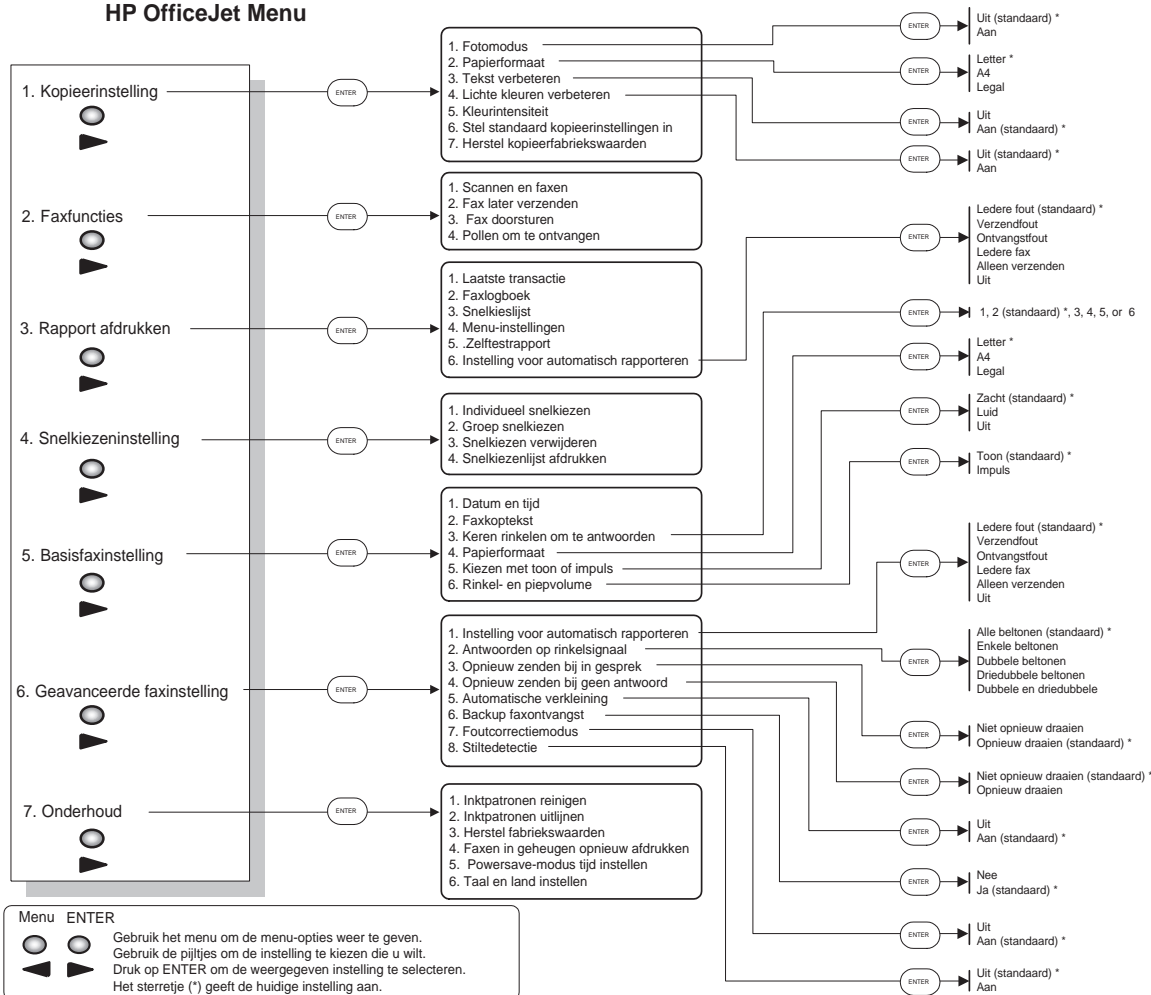 HP OfficeJet Menu
1. Kopieerinstelling
ENTER
1. Fotomodus
2. Papierformaat
3. Tekst verbeteren
4. Lichte kleuren verbeteren
5. Kleurintensiteit
6. Stel standaard kopieerinstellingen in
7. Herstel kopieerfabriekswaarden
ENTER
Uit (standaard) *
Aan
ENTER
Letter *
A4
Legal
ENTER
Uit
Aan (standaard) *
ENTER
Uit (standaard) *
Aan
2. Faxfuncties
ENTER
1. Scannen en faxen
2. Fax later verzenden
3. Fax doorsturen
4. Pollen om te ontvangen
3. Rapport afdrukken
ENTER
1. Laatste transactie
2. Faxlogboek
3. Snelkieslijst
4. Menu-instellingen
5. .Zelftestrapport
6. Instelling voor automatisch rapporteren
ENTER
Ledere fout (standaard) *
Verzendfout
Ontvangstfout
Ledere fax
Alleen verzenden
Uit
4. Snelkiezeninstelling
ENTER
1. Individueel snelkiezen
2. Groep snelkiezen
3. Snelkiezen verwijderen
4. Snelkiezenlijst afdrukken
5. Basisfaxinstelling
ENTER
1. Datum en tijd
2. Faxkoptekst
3. Keren rinkelen om te antwoorden
4. Papierformaat
5. Kiezen met toon of impuls
6. Rinkel- en piepvolume
ENTER
1, 2 (standaard) *, 3, 4, 5, or 6
ENTER
Letter *
A4
Legal
ENTER
Zacht (standaard) *
Luid
Uit
ENTER
Toon (standaard) *
Impuls
6. Geavanceerde faxinstelling
ENTER
1. Instelling voor automatisch rapporteren
2. Antwoorden op rinkelsignaal
3. Opnieuw zenden bij in gesprek
4. Opnieuw zenden bij geen antwoord
5. Automatische verkleining
6. Backup faxontvangst
7. Foutcorrectiemodus
8. Stiltedetectie
ENTER
Ledere fout (standaard) *
Verzendfout
Ontvangstfout
Ledere fax
Alleen verzenden
Uit
ENTER
Alle beltonen (standaard) *
Enkele beltonen
Dubbele beltonen
Driedubbele beltonen
Dubbele en driedubbele
ENTER
Niet opnieuw draaien
Opnieuw draaien (standaard) *
ENTER
Niet opnieuw draaien (standaard) *
Opnieuw draaien
ENTER
Uit
Aan (standaard) *
ENTER
Nee
Ja (standaard) *
ENTER
Uit
Aan (standaard) *
ENTER
Uit (standaard) *
Aan
7. Onderhoud
ENTER
1. Inktpatronen reinigen
2. Inktpatronen uitlijnen
3. Herstel fabriekswaarden
4. Faxen in geheugen opnieuw afdrukken
5. Powersave-modus tijd instellen
6. Taal en land instellen
Menu ENTER
Gebruik het menu om de menu-opties weer te geven.
Gebruik de pijltjes om de instelling te kiezen die u wilt.
Druk op ENTER om de weergegeven instelling te selecteren.
Het sterretje (*) geeft de huidige instelling aan.